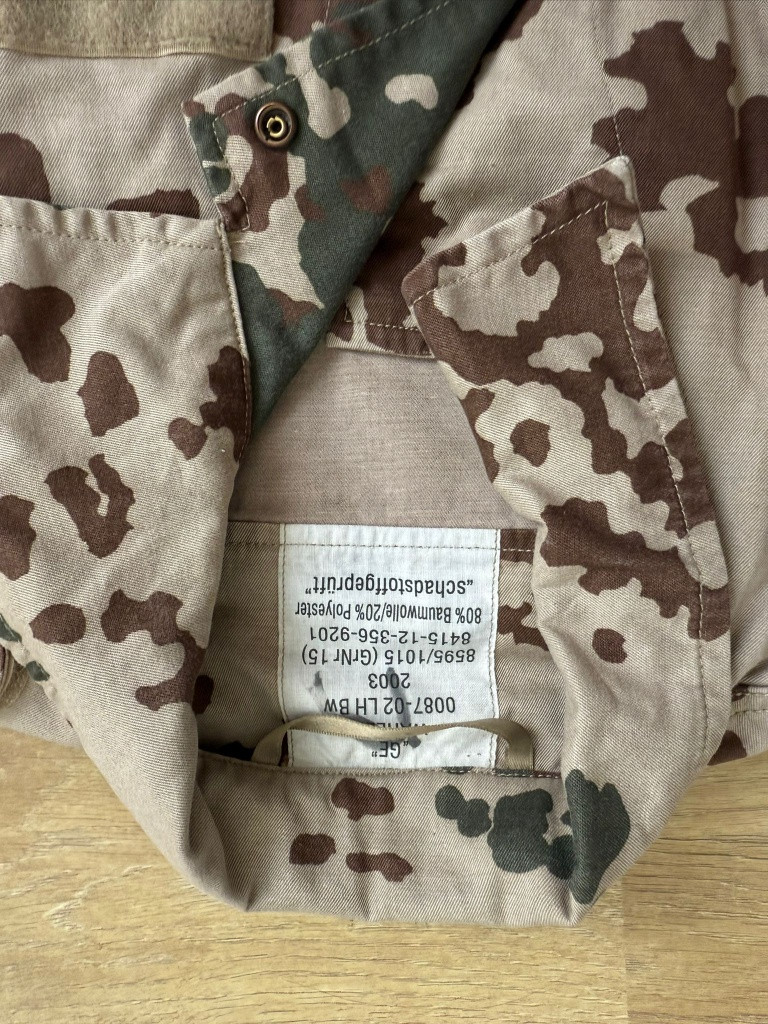 "GE"
0087-02 LH BW
2003
8595/1015 (GrNr 15)
8415-12-356-9201
80% Baumwolle/20% Polyester
"schadstoffgeprüft"